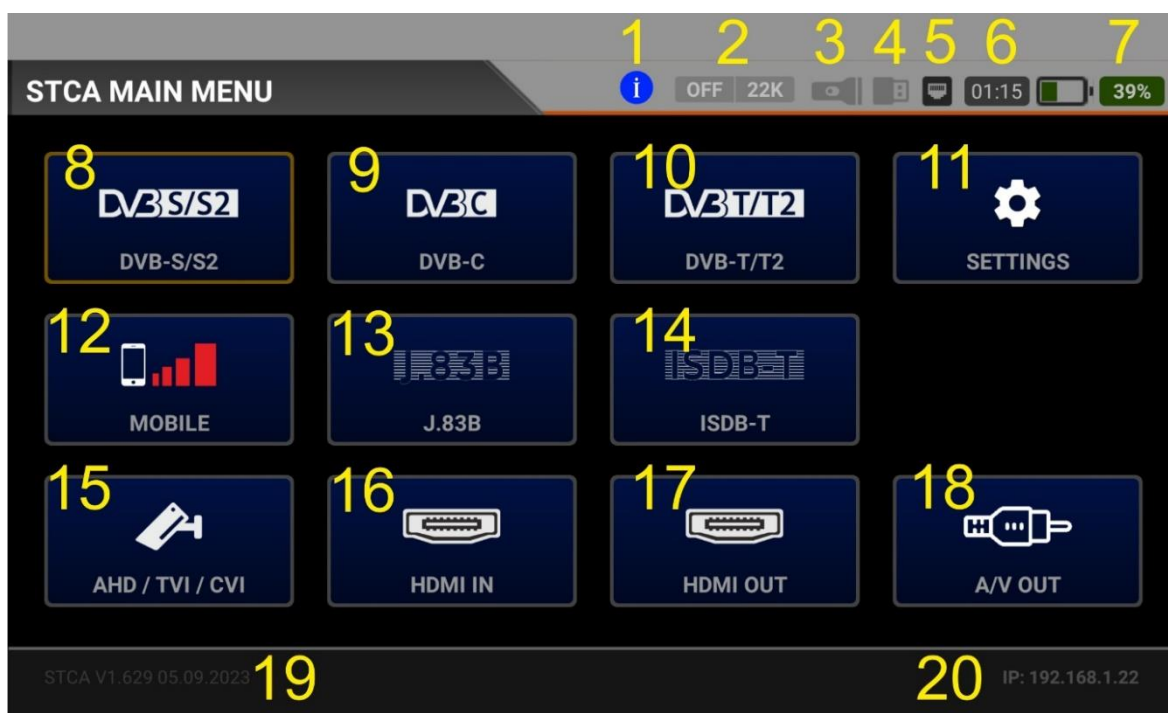 1 2 3 4 5 6 7
STCA MAIN MENU i OFF 22K 01:15 39%
8 9 10 11
DVB S/S2 DVB C DVB T/T2
DVB-S/S2 DVB-C DVB-T/T2 SETTINGS
12 13 14
J.83B ISDB-T
MOBILE J.83B ISDB-T
15 16 17 18
AHD / TVI / CVI HDMI IN HDMI OUT A/V OUT
STCA V1.629 05.09.2023 19 20 IP: 192.168.1.22